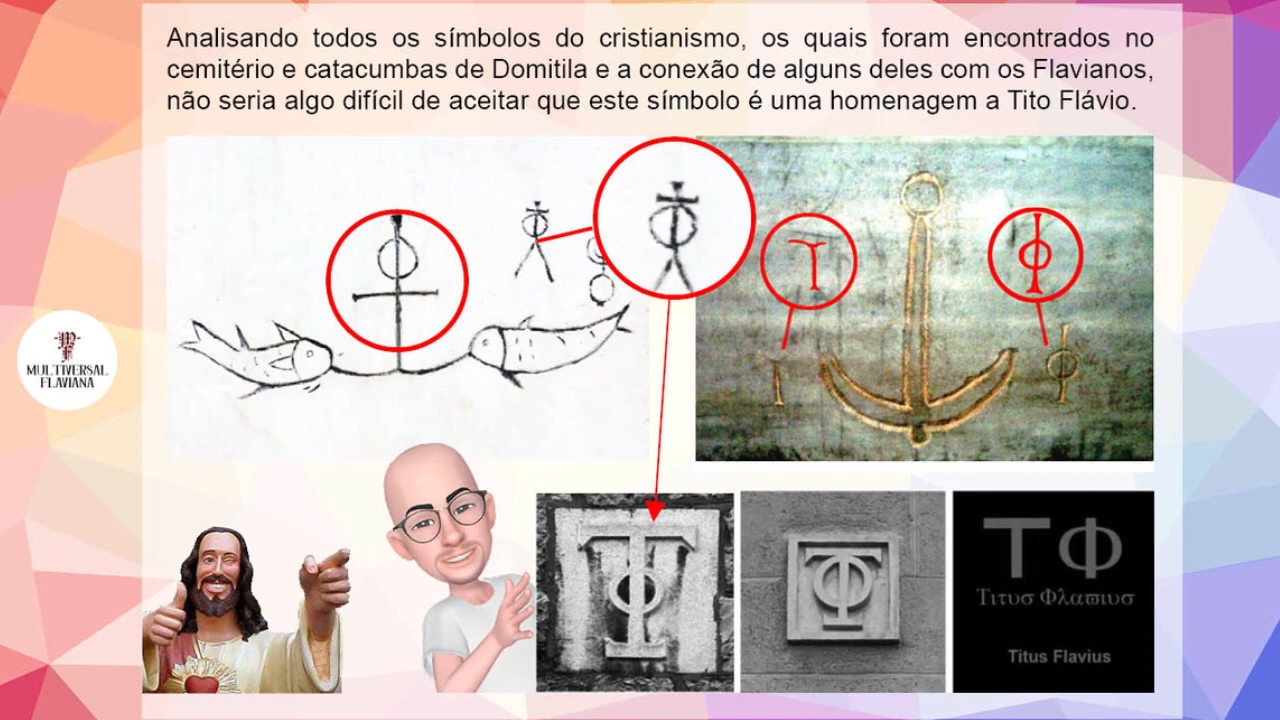 Analisando todos os símbolos do cristianismo, os quais foram encontrados no
cemitério e catacumbas de Domitila e a conexão de alguns deles com os Flavianos,
não seria algo difícil de aceitar que este símbolo é uma homenagem a Tito Flávio.
T
Φ
MULTIVERSAL
FLAVIANA
ΤΦ
Τιτυσ Φλαϖιυσ
Titus Flavius